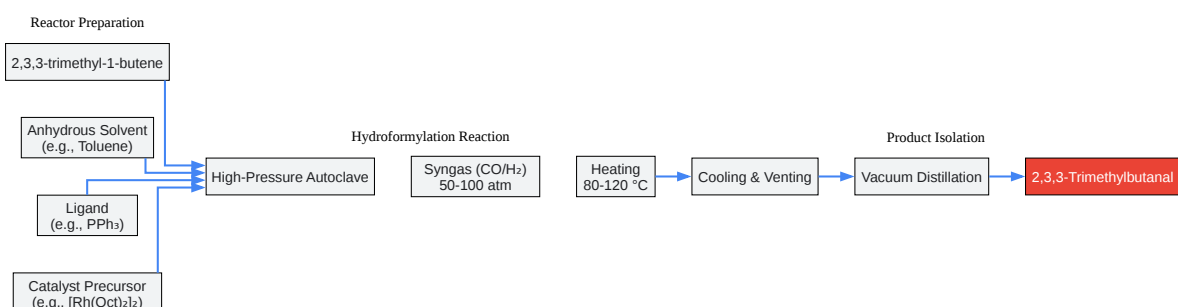 Reactor Preparation
2,3,3-trimethyl-1-butene
Anhydrous Solvent
(e.g., Toluene)
Ligand
(e.g., PPh₃)
Catalyst Precursor
(e.g., [Rh(Oct)₂]₂)
Hydroformylation Reaction
High-Pressure Autoclave
Syngas (CO/H₂)
50-100 atm
Heating
80-120 °C
Product Isolation
Cooling & Venting
Vacuum Distillation
2,3,3-Trimethylbutanal